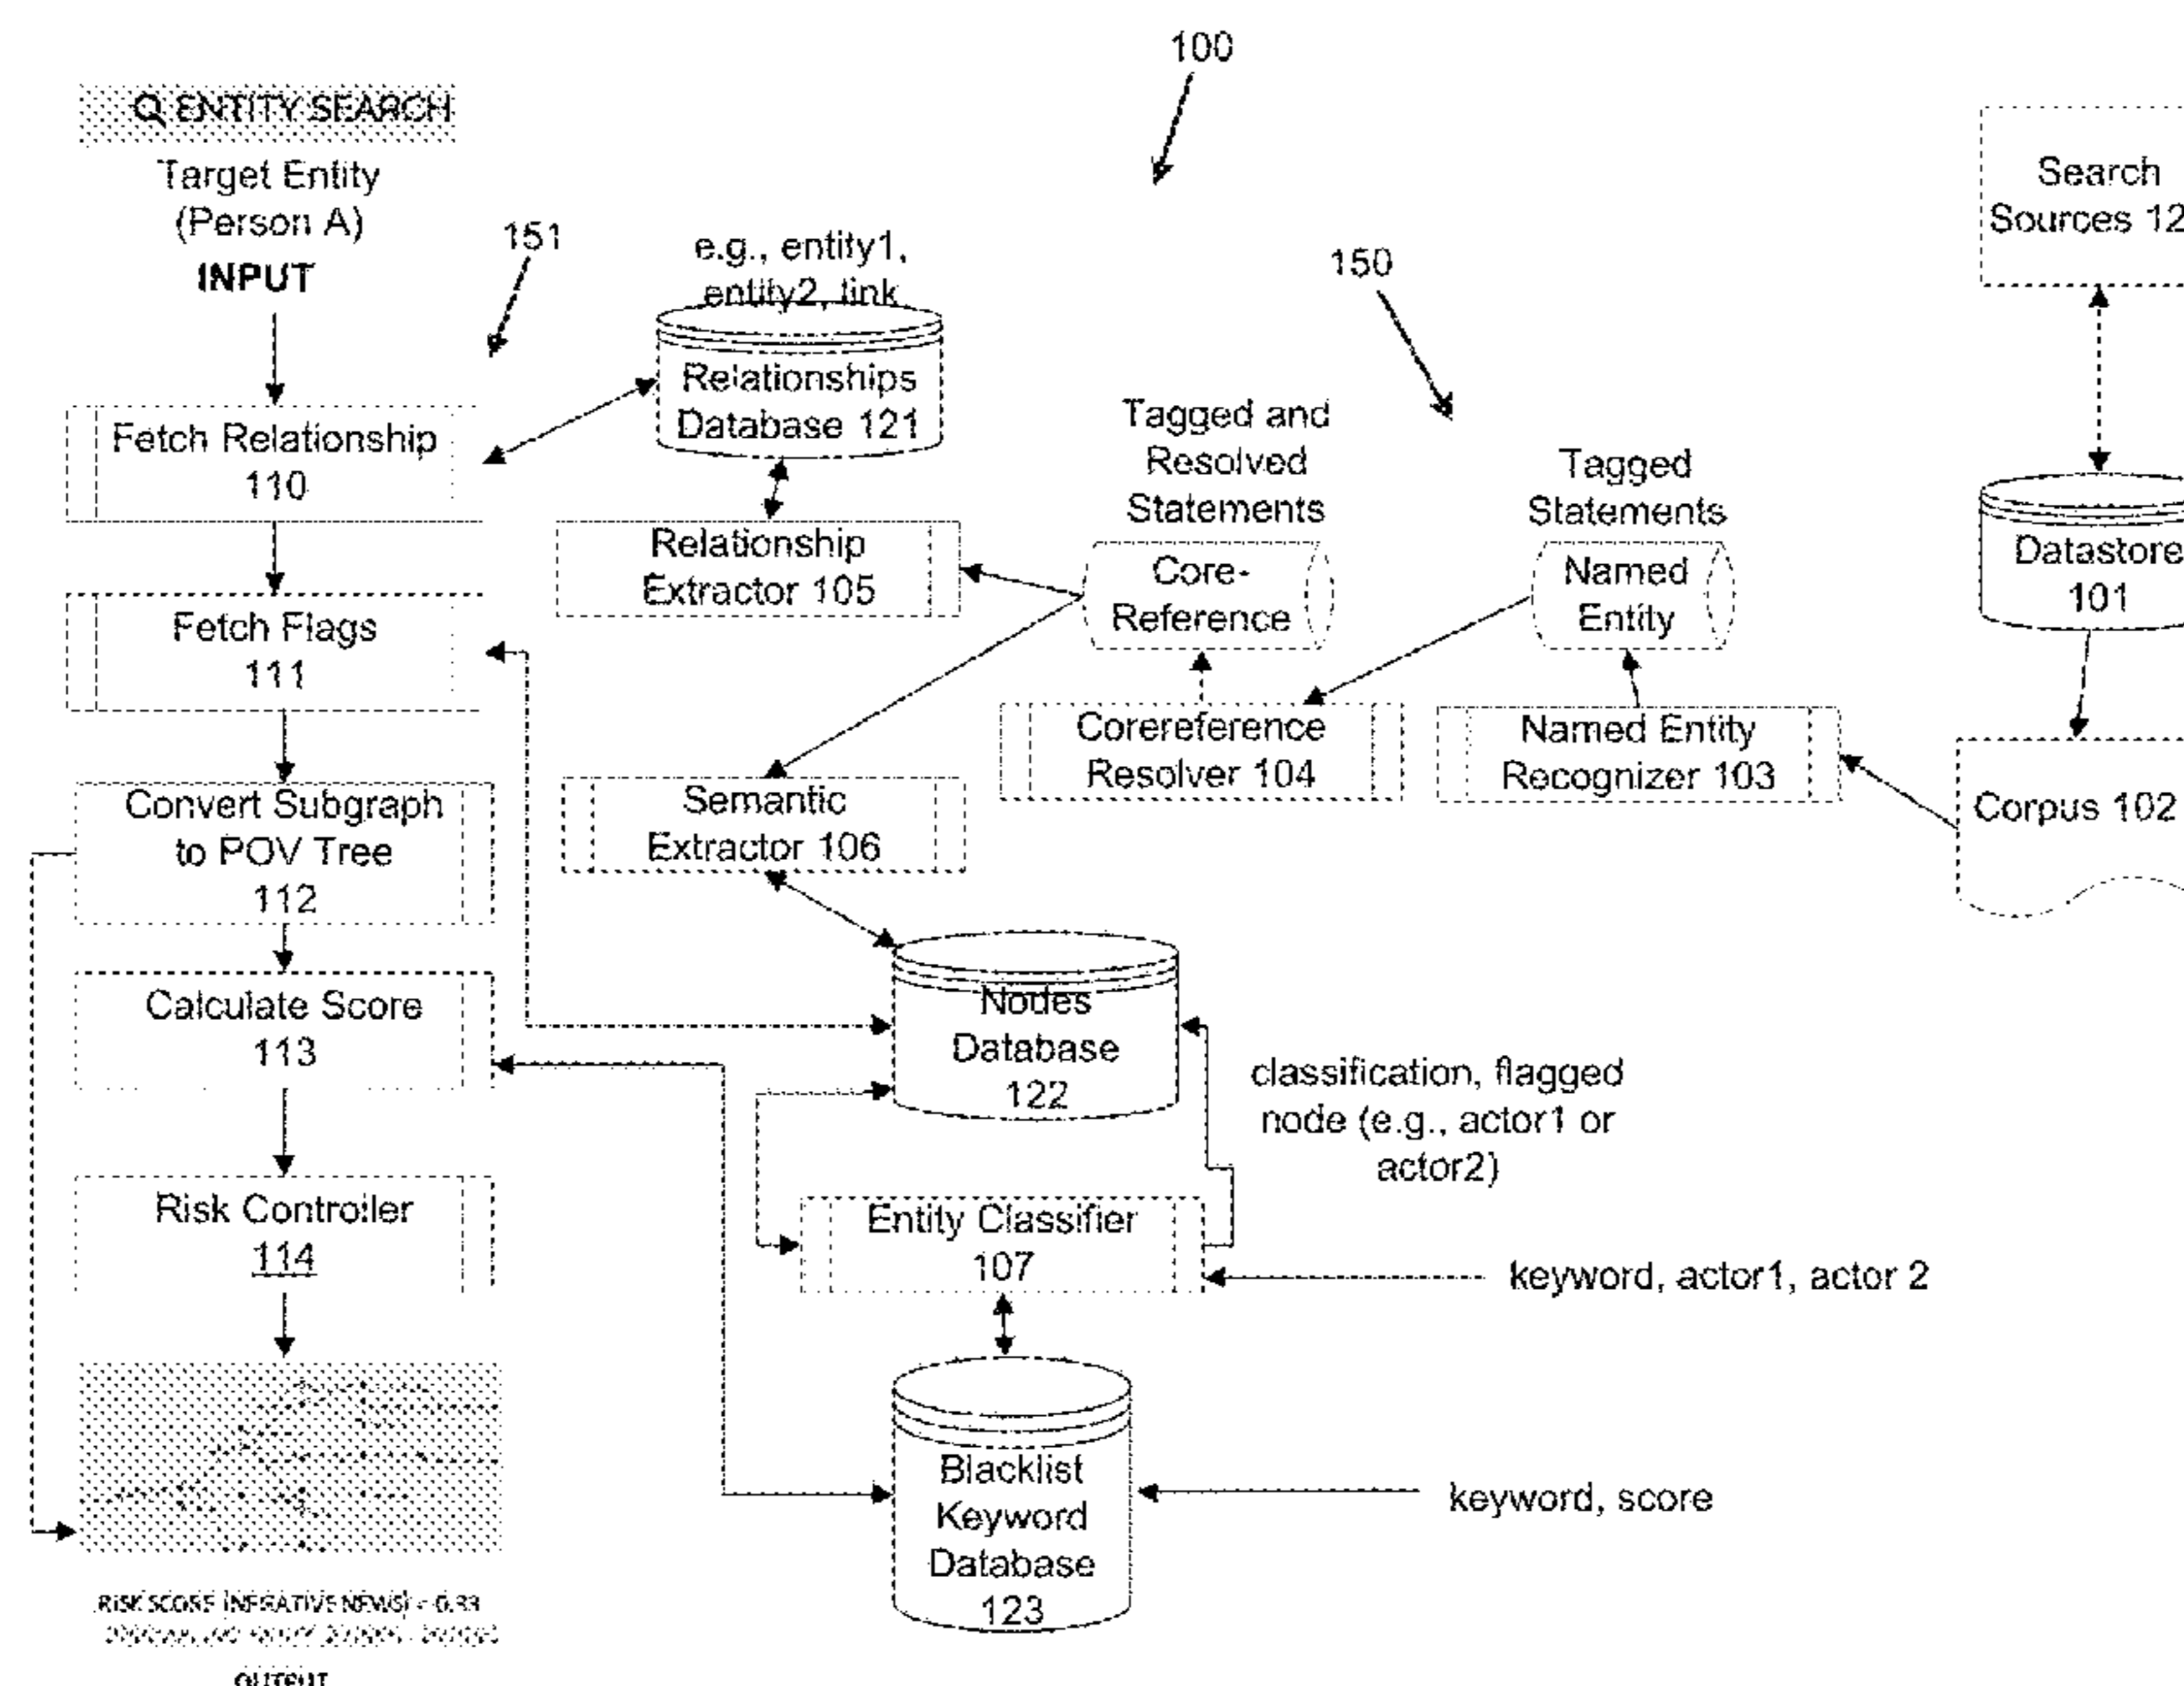 100
ENTITY SEARCH
Target Entity
(Person A)
INPUT
151
e.g., entity1,
entity2, link
150
Search
Sources 12
Relationships
Database 121
Fetch Relationship
110
Tagged and
Resolved
Statements
Tagged
Statements
Relationship
Extractor 105
Core-
Reference
Named
Entity
Datastore
101
Fetch Flags
111
Corereference
Resolver 104
Named Entity
Recognizer 103
Corpus 102
Convert Subgraph
to POV Tree
112
Semantic
Extractor 106
Calculate Score
113
Nodes
Database
122
classification, flagged
node (e.g., actor1 or
actor2)
Risk Controller
114
Entity Classifier
107
keyword, actor1, actor 2
Blacklist
Keyword
Database
123
keyword, score
RISK SCORE (NEGATIVE NEWS)
OUTPUT